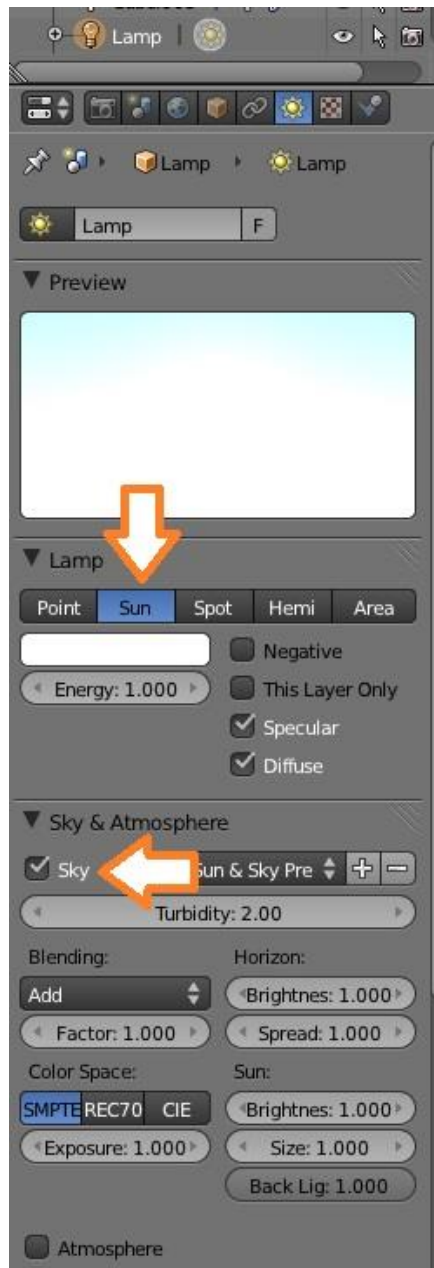 Lamp
Lamp Lamp
Lamp F
Preview
Lamp
Point Sun Spot Hemi Area
Negative
Energy: 1.000 This Layer Only
Specular
Diffuse
Sky & Atmosphere
Sky Sun & Sky Pre
Turbidity: 2.00
Blending: Horizon:
Add Brightnes: 1.000
Factor: 1.000 Spread: 1.000
Color Space: Sun:
SMPTE REC70 CIE Brightnes: 1.000
Exposure: 1.000 Size: 1.000
Back Lig: 1.000
Atmosphere